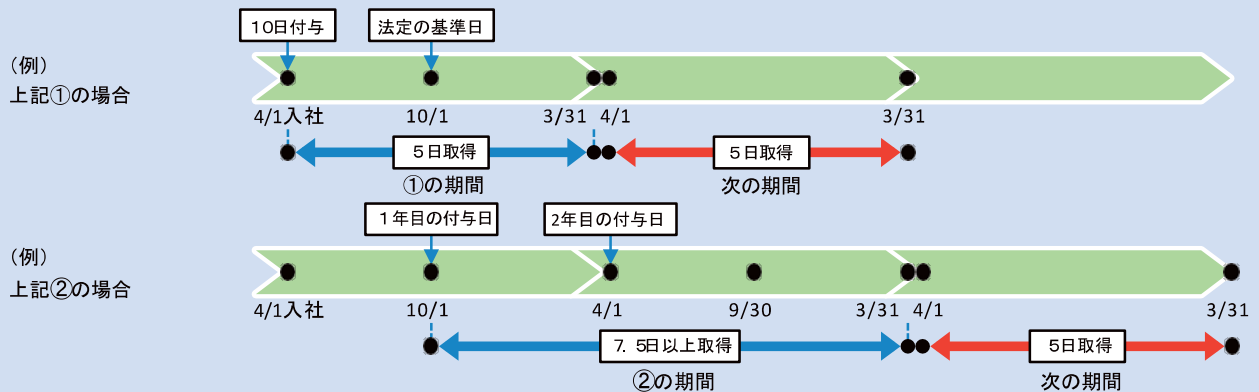 10日付与 法定の基準日
(例)
上記①の場合
4/1入社 10/1 3/31 4/1 3/31
5日取得 5日取得
①の期間 次の期間
1年目の付与日 2年目の付与日
(例)
上記②の場合
4/1入社 10/1 4/1 9/30 3/31 4/1 3/31
7.5日以上取得 5日取得
②の期間 次の期間